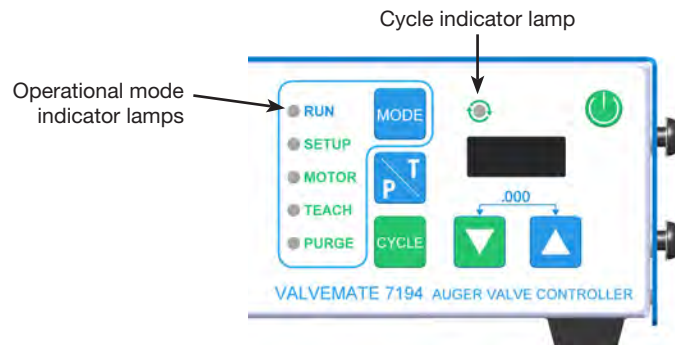 Cycle indicator lamp
Operational mode
indicator lamps
RUN
MODE
SETUP
MOTOR
T
P
TEACH
.000
PURGE
CYCLE
VALVEMATE 7194 AUGER VALVE CONTROLLER